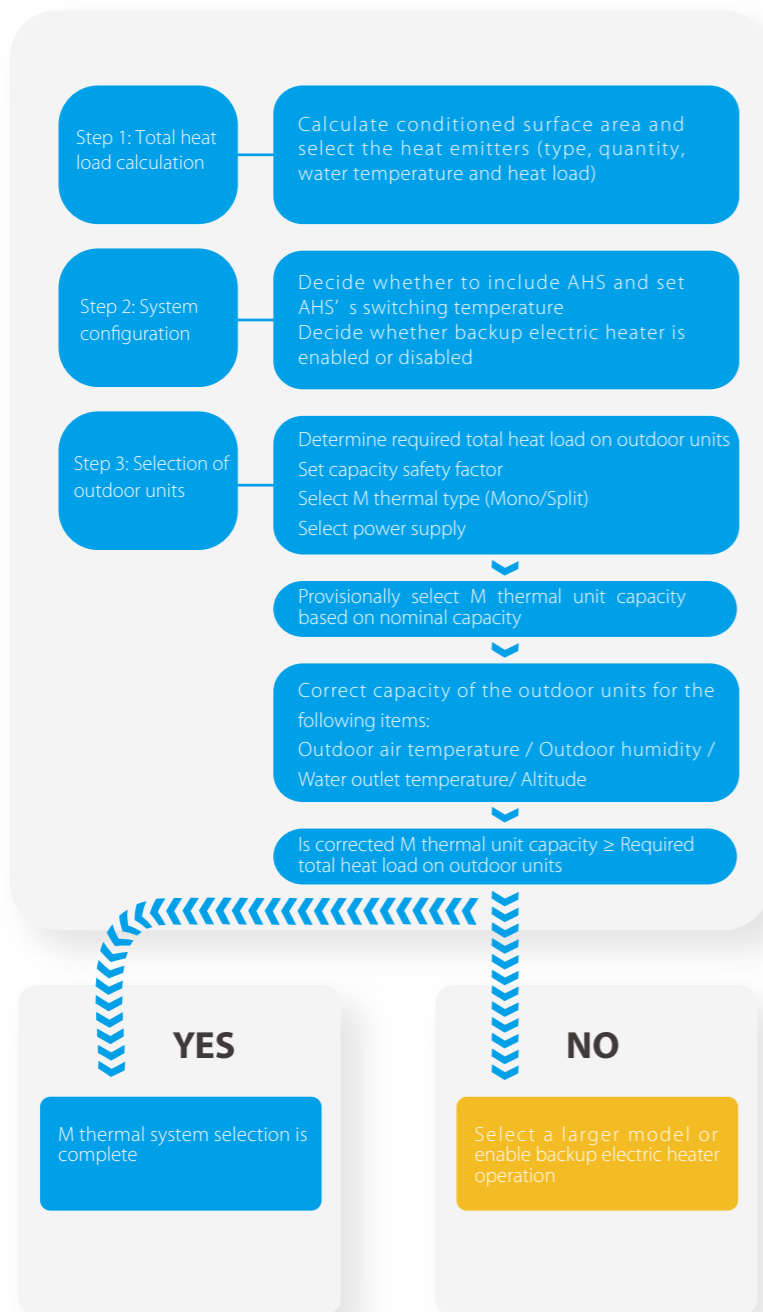 Step 1: Total heat
load calculation
Calculate conditioned surface area and
select the heat emitters (type, quantity,
water temperature and heat load)
Step 2: System
configuration
Decide whether to include AHS and set
AHS’ s switching temperature
Decide whether backup electric heater is
enabled or disabled
Step 3: Selection of
outdoor units
Determine required total heat load on outdoor units
Set capacity safety factor
Select M thermal type (Mono/Split)
Select power supply
Provisionally select M thermal unit capacity
based on nominal capacity
Correct capacity of the outdoor units for the
following items:
Outdoor air temperature / Outdoor humidity /
Water outlet temperature/ Altitude
Is corrected M thermal unit capacity ≥ Required
total heat load on outdoor units
YES
M thermal system selection is
complete
NO
Select a larger model or
enable backup electric heater
operation